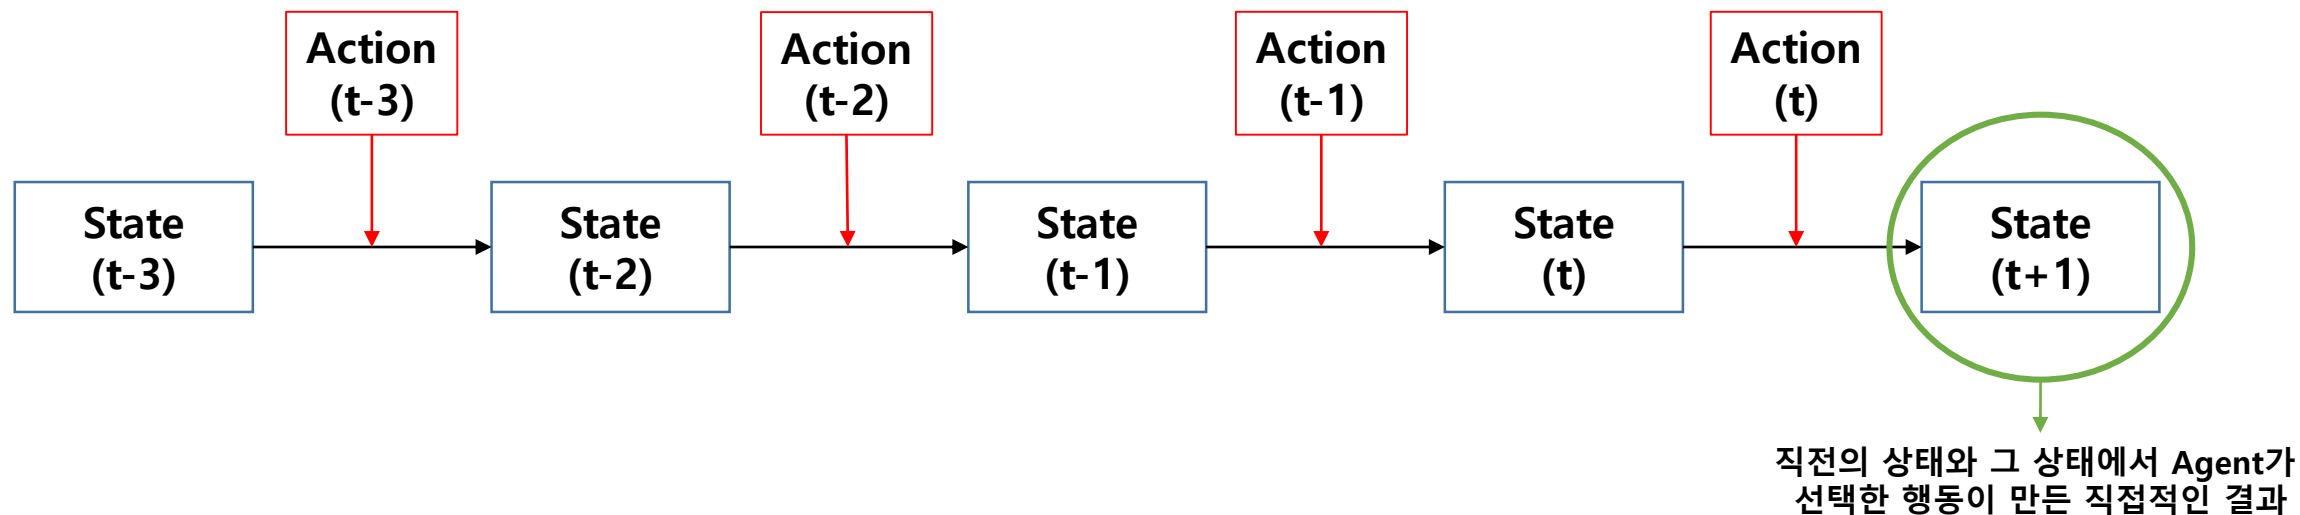 Action
(t-3)
Action
(t-2)
Action
(t-1)
Action
(t)
State
(t-3)
State
(t-2)
State
(t-1)
State
(t)
State
(t+1)
직전의 상태와 그 상태에서 Agent가
선택한 행동이 만든 직접적인 결과